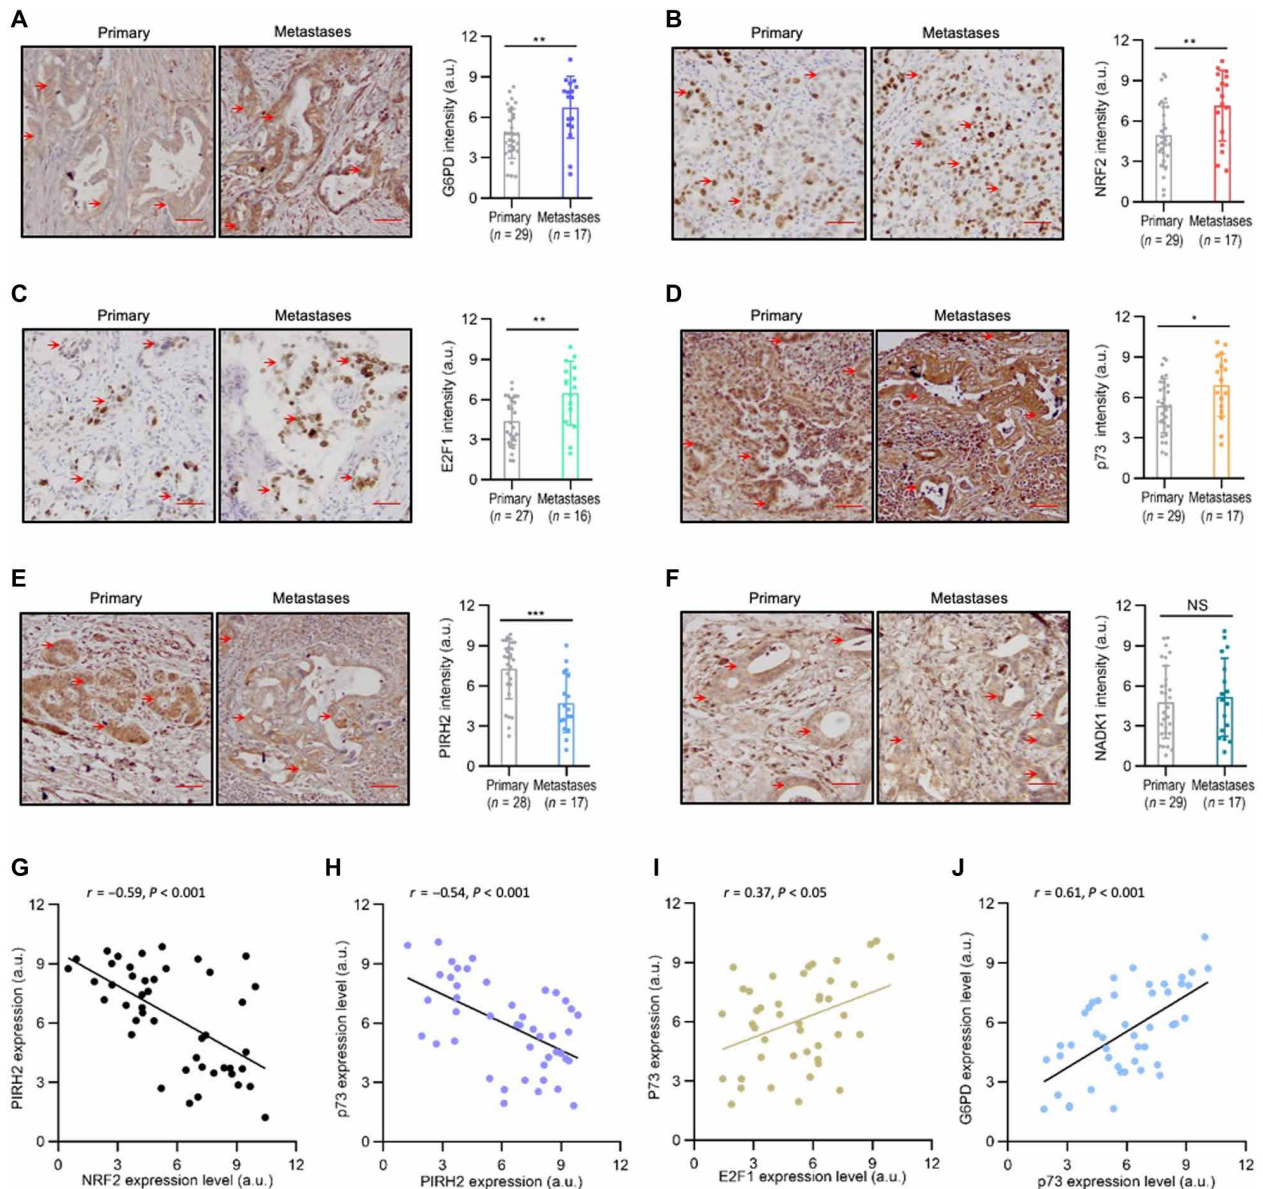 A
Primary
Metastases
**
12
9
6
3
0
G6PD intensity (a.u.)
Primary
(n = 29)
Metastases
(n = 17)
B
Primary
Metastases
**
12
9
6
3
0
NRF2 intensity (a.u.)
Primary
(n = 29)
Metastases
(n = 17)
C
Primary
Metastases
**
12
9
6
3
0
E2F1 intensity (a.u.)
Primary
(n = 27)
Metastases
(n = 16)
D
Primary
Metastases
*
12
9
6
3
0
p73 intensity (a.u.)
Primary
(n = 29)
Metastases
(n = 17)
E
Primary
Metastases
***
12
9
6
3
0
PIRH2 intensity (a.u.)
Primary
(n = 28)
Metastases
(n = 17)
F
Primary
Metastases
NS
12
9
6
3
0
NADK1 intensity (a.u.)
Primary
(n = 29)
Metastases
(n = 17)
G
r = −0.59, P < 0.001
12
9
6
3
0
PIRH2 expression (a.u.)
0 3 6 9 12
NRF2 expression level (a.u.)
H
r = −0.54, P < 0.001
12
9
6
3
0
p73 expression level (a.u.)
0 3 6 9 12
PIRH2 expression level (a.u.)
I
r = 0.37, P < 0.05
12
9
6
3
0
P73 expression (a.u.)
0 3 6 9 12
E2F1 expression level (a.u.)
J
r = 0.61, P < 0.001
12
9
6
3
0
G6PD expression level (a.u.)
0 3 6 9 12
p73 expression level (a.u.)